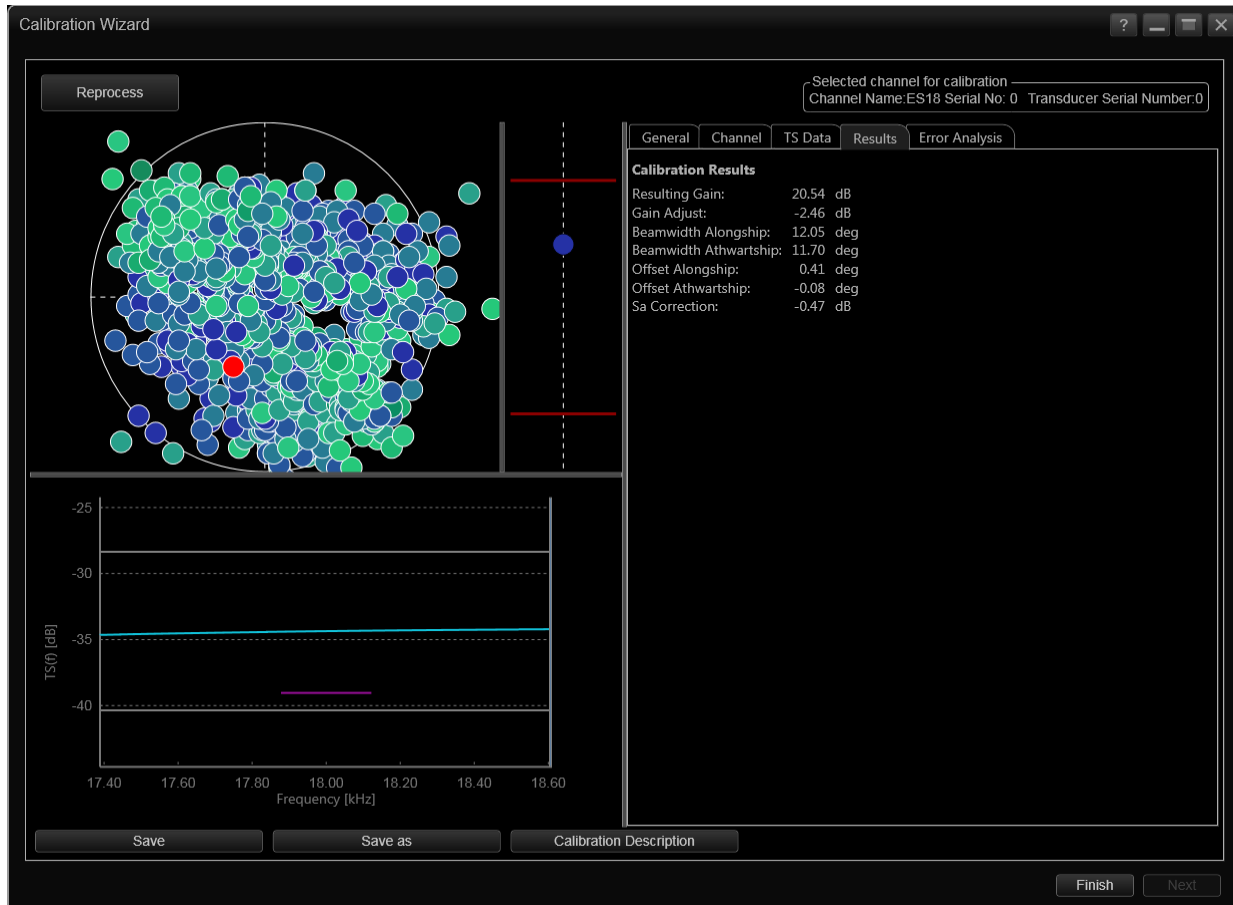 Calibration Wizard
?
Reprocess
Selected channel for calibration
Channel Name:ES18 Serial No: 0 Transducer Serial Number:0
General Channel TS Data Results Error Analysis
Calibration Results
Resulting Gain: 20.54 dB
Gain Adjust: -2.46 dB
Beamwidth Alongship: 12.05 deg
Beamwidth Athwartship: 11.70 deg
Offset Alongship: 0.41 deg
Offset Athwartship: -0.08 deg
Sa Correction: -0.47 dB
-25
-30
-35
-40
TS(f) [dB]
17.40 17.60 17.80 18.00 18.20 18.40 18.60
Frequency [kHz]
Save Save as Calibration Description
Finish Next